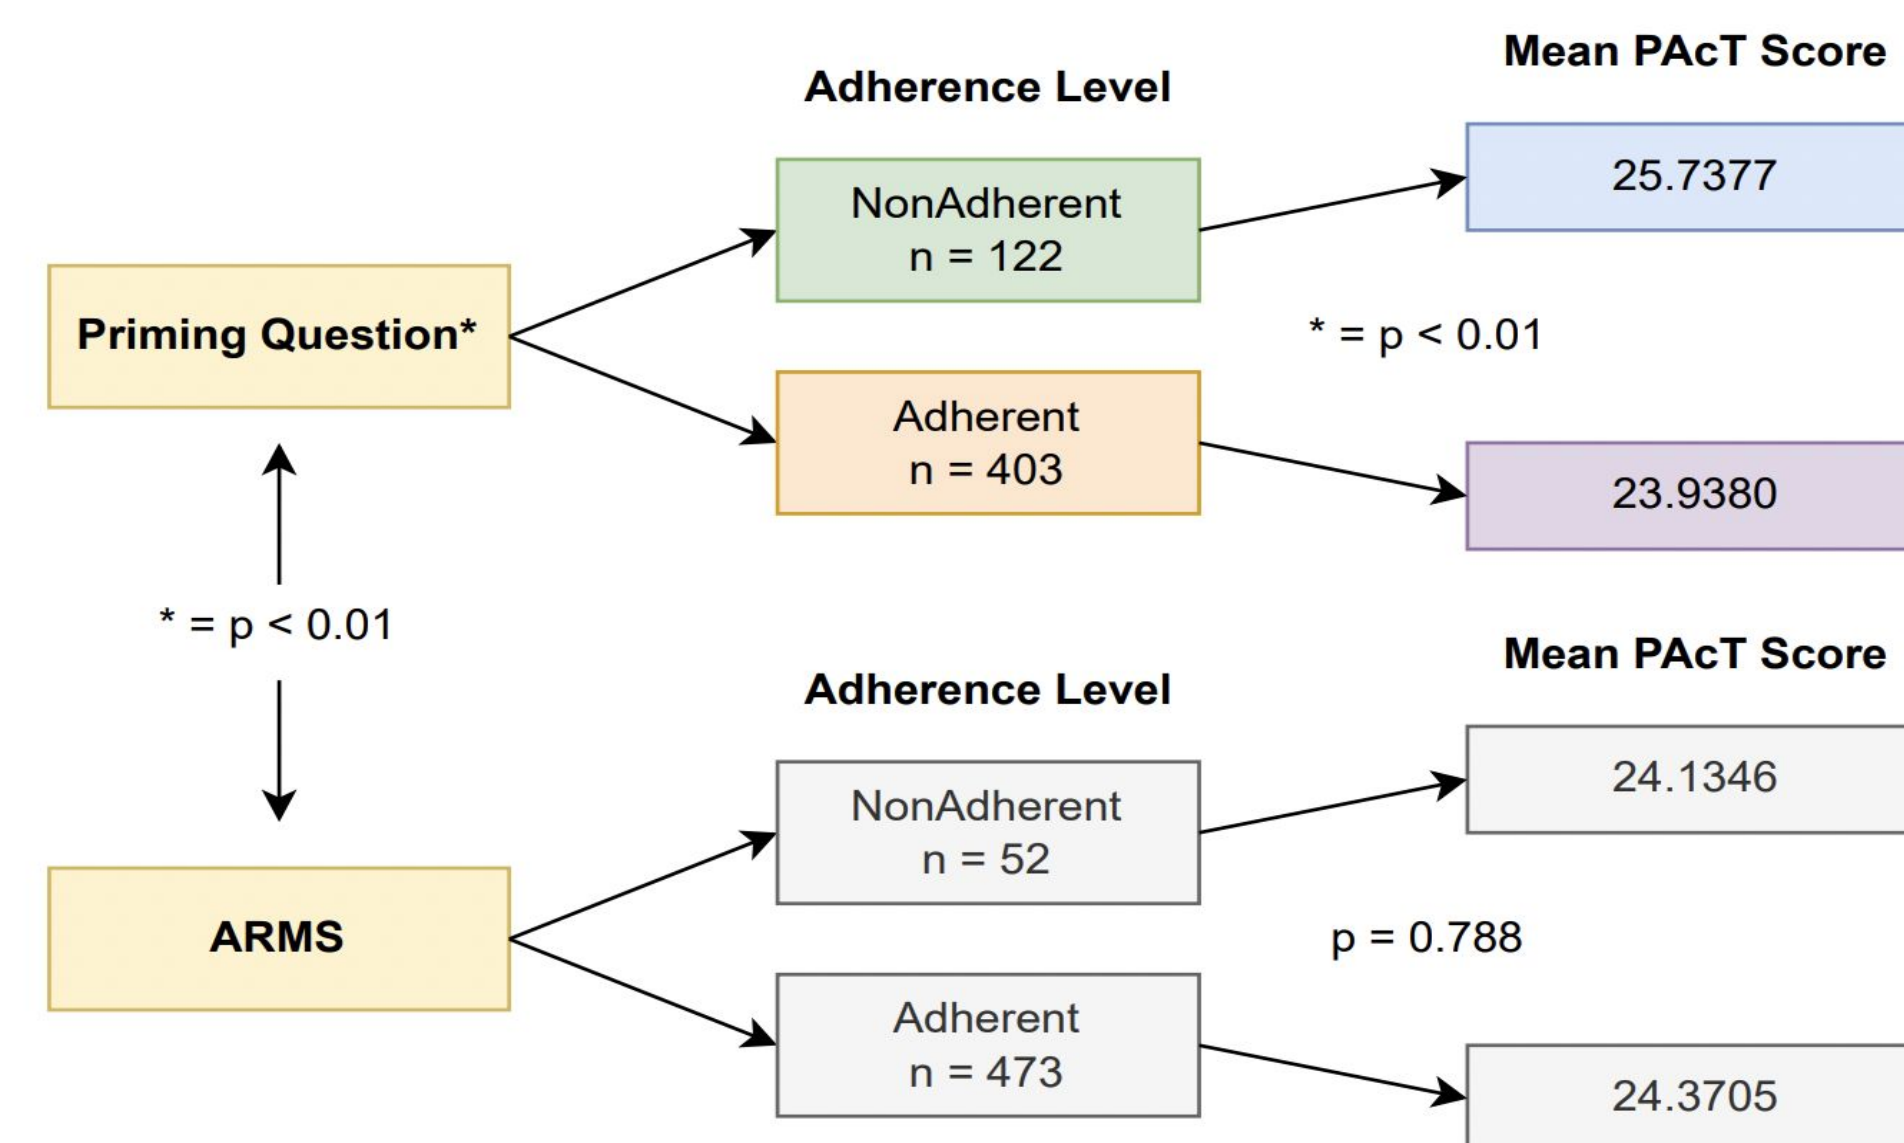 Mean PAcT Score
Adherence Level
NonAdherent
n = 122
25.7377
Priming Question*
* = p < 0.01
Adherent
n = 403
23.9380
* = p < 0.01
Mean PAcT Score
Adherence Level
NonAdherent
n = 52
24.1346
ARMS
p = 0.788
Adherent
n = 473
24.3705